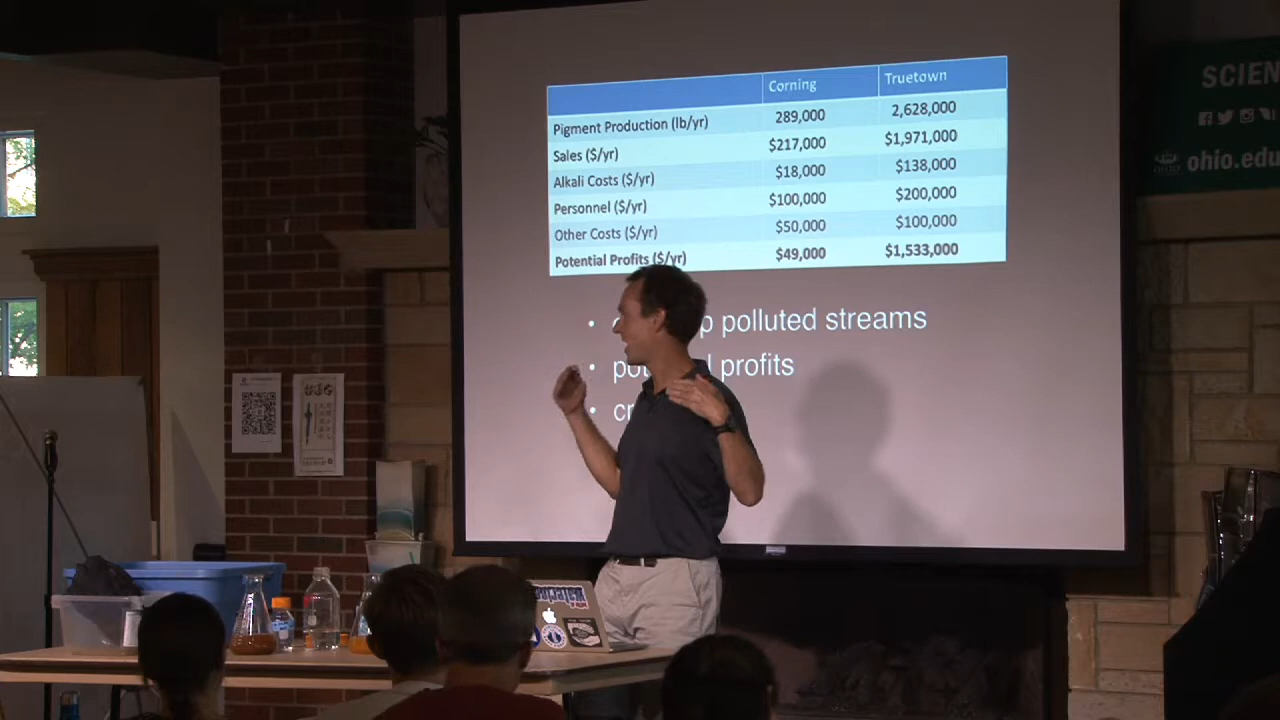 Corning Truetown
Pigment Production (lb/yr) 289,000 2,628,000
Sales ($/yr) $217,000 $1,971,000
Alkali Costs ($/yr) $18,000 $138,000
Personnel ($/yr) $100,000 $200,000
Other Costs ($/yr) $50,000 $100,000
Potential Profits ($/yr) $49,000 $1,533,000
• polluted streams
• profits
•
SCIEN
ohio.edu